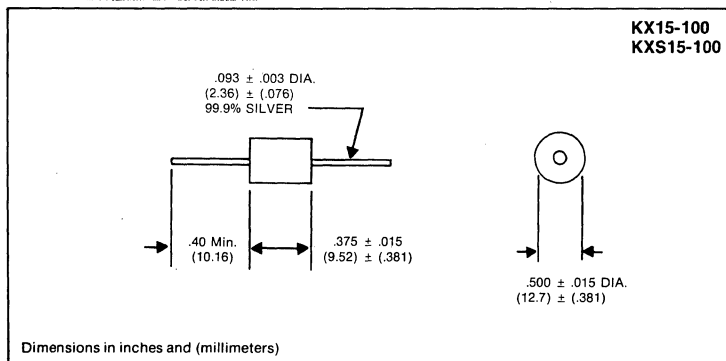 KX15-100
KXS15-100
.093 ± .003 DIA.
(2.36) ± (.076)
99.9% SILVER
.40 Min.
(10.16)
.375 ± .015
(9.52) ± (.381)
.500 ± .015 DIA.
(12.7) ± (.381)
Dimensions in inches and (millimeters)